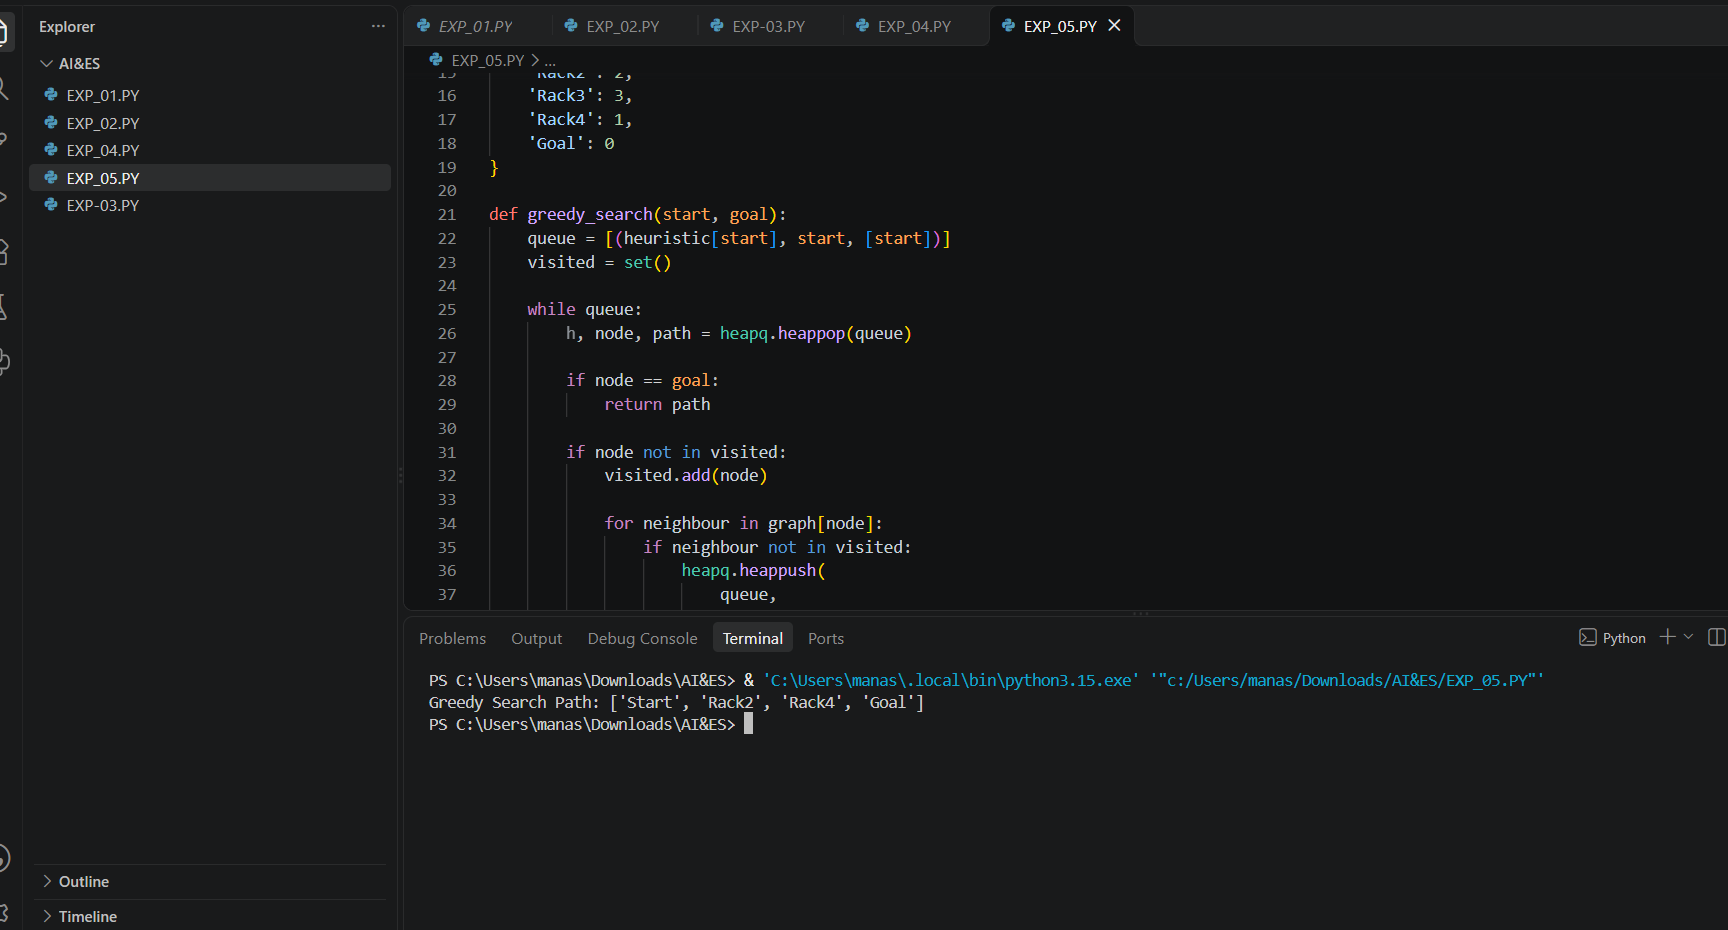 Explorer
AI&ES
EXP_01.PY
EXP_02.PY
EXP_04.PY
EXP_05.PY
EXP-03.PY
Outline
Timeline
EXP_01.PY EXP_02.PY EXP-03.PY EXP_04.PY EXP_05.PY
EXP_05.PY > ...
15 'Rack2': 2,
16 'Rack3': 3,
17 'Rack4': 1,
18 'Goal': 0
19 }
20
21 def greedy_search(start, goal):
22 queue = [(heuristic[start], start, [start])]
23 visited = set()
24
25 while queue:
26 h, node, path = heapq.heappop(queue)
27
28 if node == goal:
29 return path
30
31 if node not in visited:
32 visited.add(node)
33
34 for neighbour in graph[node]:
35 if neighbour not in visited:
36 heapq.heappush(
37 queue,
Problems Output Debug Console Terminal Ports Python
PS C:\Users\manas\Downloads\AI&ES> & 'C:\Users\manas\.local\bin\python3.15.exe' '"c:/Users/manas/Downloads/AI&ES/EXP_05.PY"'
Greedy Search Path: ['Start', 'Rack2', 'Rack4', 'Goal']
PS C:\Users\manas\Downloads\AI&ES>